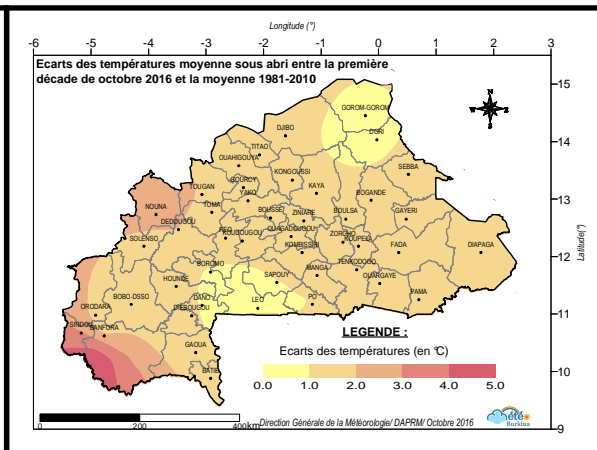 Longitude (°)
-6 -5 -4 -3 -2 -1 0 1 2 3
Ecarts des températures moyenne sous abri entre la première
décade de octobre 2016 et la moyenne 1981-2010
15
GOROM-GOROM
N
W E
S
DJIBO
DORI
14
TITAO
OUAHIGOUYA
KONGOUSSI
SEBBA
TOUGAN
GOURCY
KAYA
YAKO
BOGANDE
13
NOUNA
TOMA
BOUSSE
ZINIARE
BOULSA
GAYERI
DEDOUGOU
REO
KOUDOUGOU
OUAGADOUGOU
ZORGHO
SOLENSO
KOMBISSIRI
KOUPELA
FADA
DIAPAGA
12
Latitude(°)
BOROMO
SAPOUY
MANGA
TENKODOGO
OUARGAYE
HOUNDE
BOBO-DSSO
DANO
LEO
PO
PAMA
ORODARA
DIEBOUGOU
11
SINDOU
BANFORA
LEGENDE :
GAOUA
Ecarts des températures (en °C)
BATIE
10
0.0 1.0 2.0 3.0 4.0 5.0
0 200 400km
Direction Générale de la Météorologie/ DAPRM/ Octobre 2016
été
Burkina
9